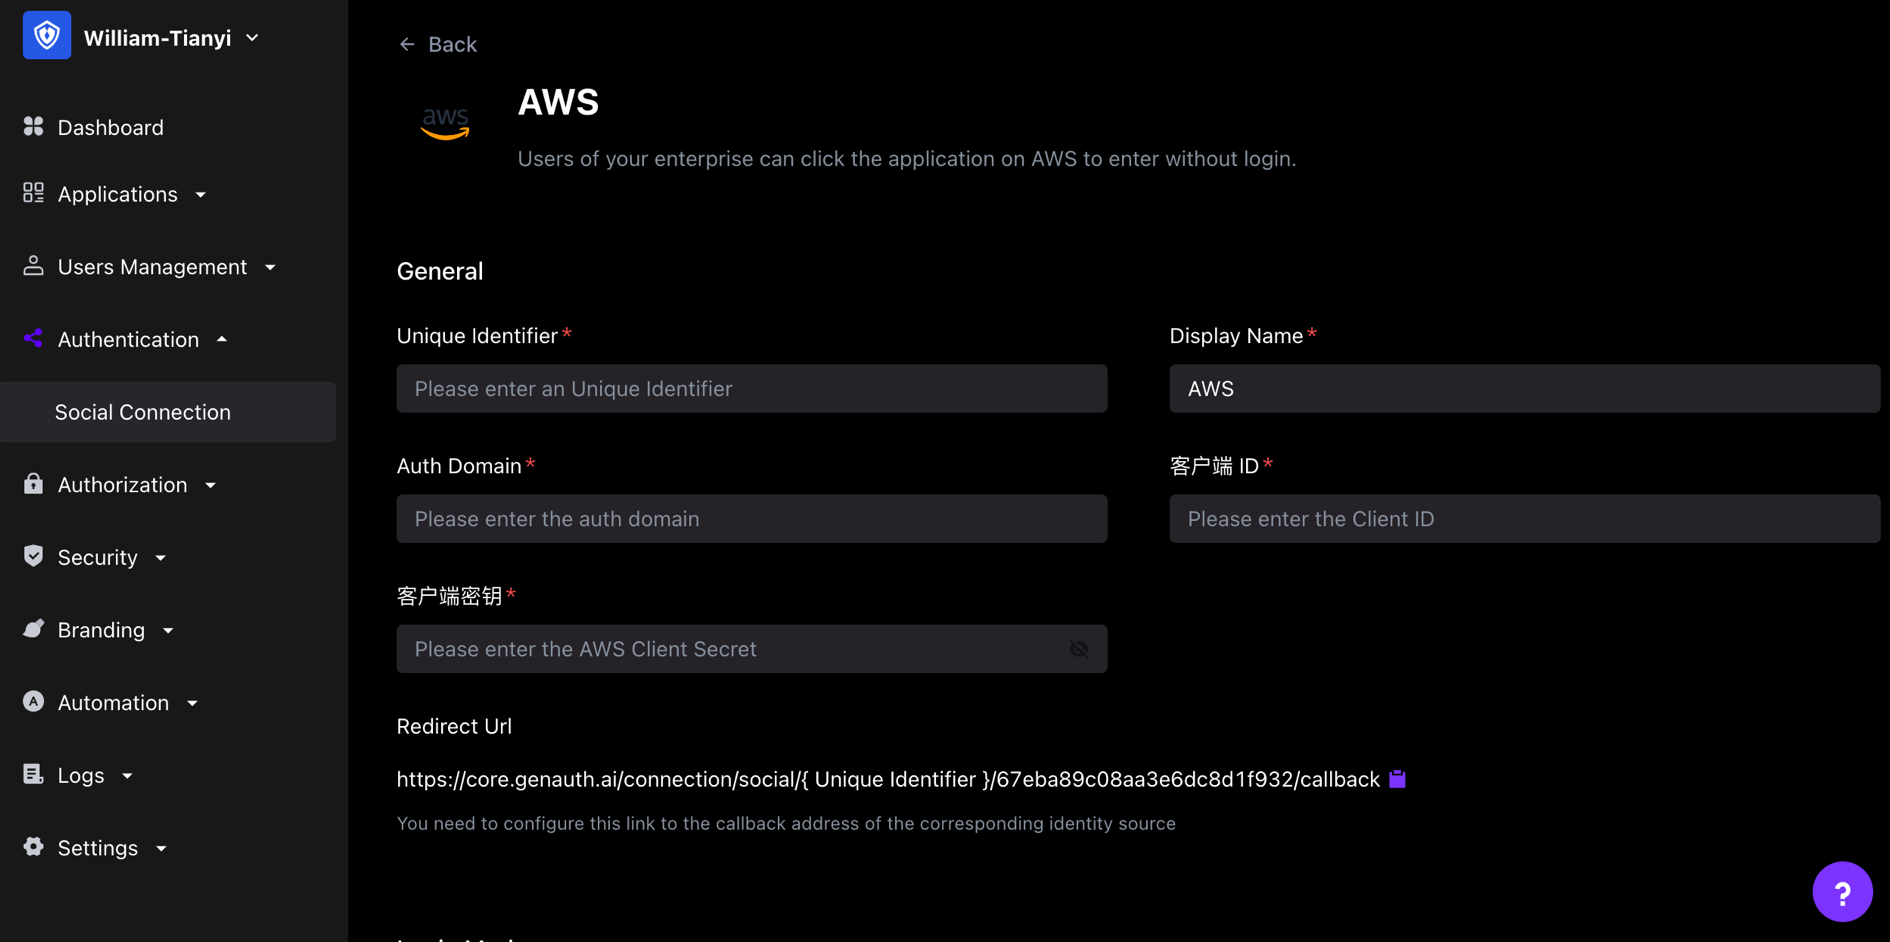 William-Tianyi
Dashboard
Applications
Users Management
Authentication
Social Connection
Authorization
Security
Branding
Automation
Logs
Settings
Back
aws
AWS
Users of your enterprise can click the application on AWS to enter without login.
General
Unique Identifier*
Please enter an Unique Identifier
Display Name*
AWS
Auth Domain*
Please enter the auth domain
客户端 ID*
Please enter the Client ID
客户端密钥*
Please enter the AWS Client Secret
Redirect Url
https://core.genauth.ai/connection/social/{ Unique Identifier }/67eba89c08aa3e6dc8d1f932/callback
You need to configure this link to the callback address of the corresponding identity source
?